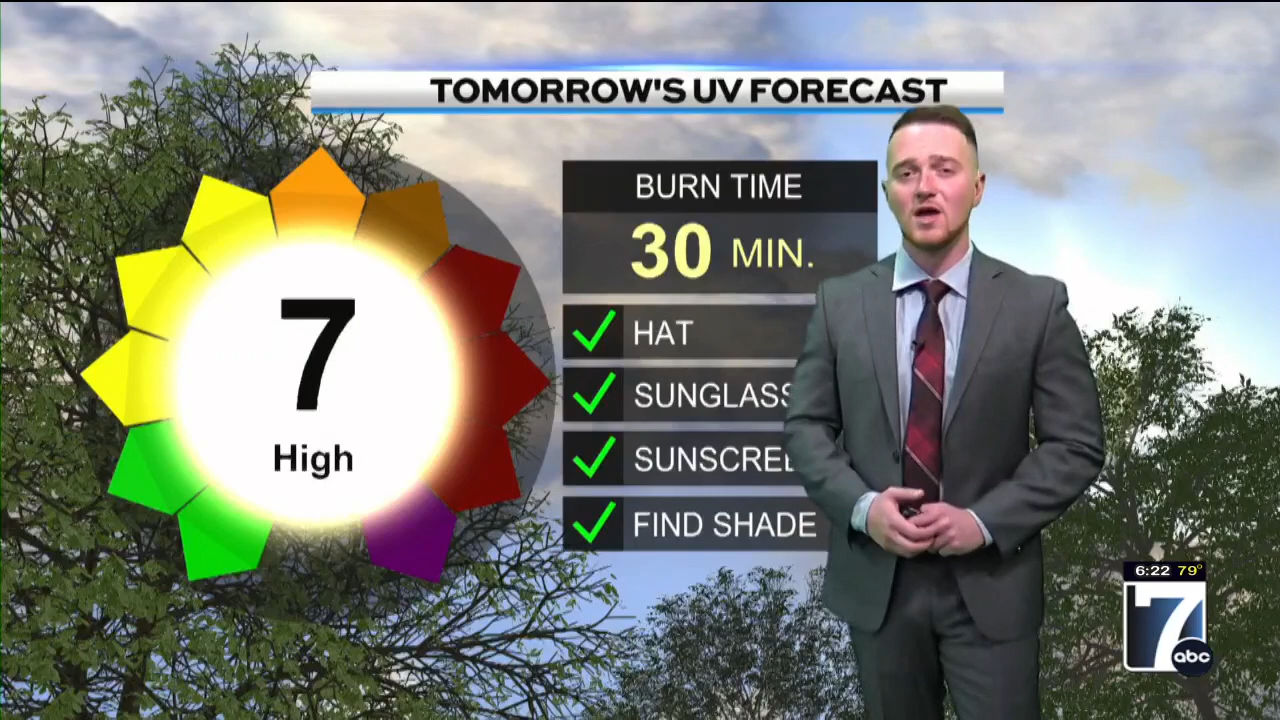 TOMORROW'S UV FORECAST
7
High
BURN TIME
30 MIN.
HAT
SUNGLASS
SUNSCREE
FIND SHADE
6:22 79°
7
abc